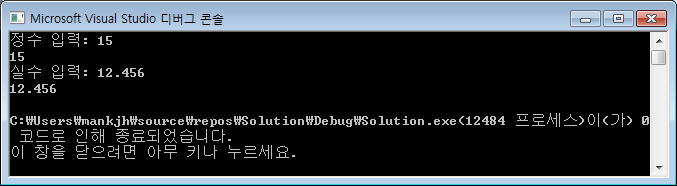 Microsoft Visual Studio 디버그 콘솔
정수 입력: 15
15
실수 입력: 12.456
12.456
C:₩Users₩mankjh₩source₩repos₩Solution₩Debug₩Solution.exe(12484 프로세스)이(가) 0
코드로 인해 종료되었습니다.
이 창을 닫으려면 아무 키나 누르세요.